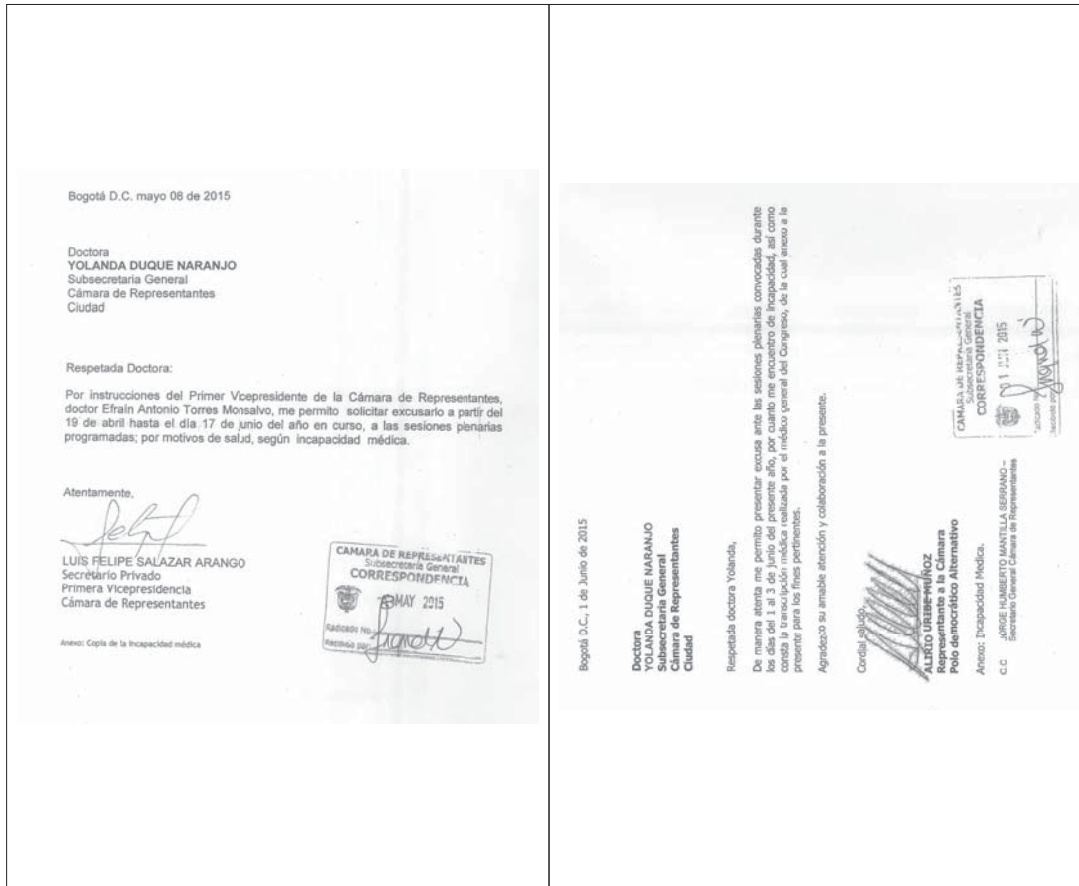 Bogotá D.C. mayo 08 de 2015
Doctora
YOLANDA DUQUE NARANJO
Subsecretaria General
Cámara de Representantes
Ciudad
Respetada Doctora:
Por instrucciones del Primer Vcepresidente de la Cámara de Representantes,
doctor Efraín Antonio Torres Monsalvo, me permito solicitar excusarlo a partir del
19 de abril hasta el día 17 de junio del año en curso, a las sesiones plenarias
programadas; por motivos de salud, según incapacidad médica.
Atentamente,
LUIS FELIPE SALAZAR ARANGO
Secretario Privado
Primera Vicepresidencia
Cámara de Representantes
Anexo: Copia de la Incapacidad médica
CAMARA DE REPRESENTANTES
Subsecretaria General
CORRESPONDENCIA
MAY 2015
Radicado No.
Recibido por
Bogotá D.C., 1 de Junio de 2015
Doctora
YOLANDA DUQUE NARANJO
Subsecretaria General
Cámara de Representantes
Ciudad
Respetada doctora Yolanda,
De manera atenta me permito presentar excusa ante las sesiones plenarias convocadas durante
los días del 1 al 3 de junio del presente año, por cuanto me encuentro de incapacidad, así como
consta la transcripción médica realizada por el médico general del Congreso, de la cual anexo a la
presente para los fines pertinentes.
Agradezco su amable atención y colaboración a la presente.
Cordial saludo,
ALIRIO URIBE MUÑOZ
Representante a la Cámara
Polo democrático Alternativo
Anexo: Incapacidad Medica.
C.C JORGE HUMBERTO MANTILLA SERRANO –
Secretario General Cámara de Representantes
CAMARA DE REPRESENTANTES
Subsecretaria General
CORRESPONDENCIA
01 JUN 2015
Radicado No
Recibido por